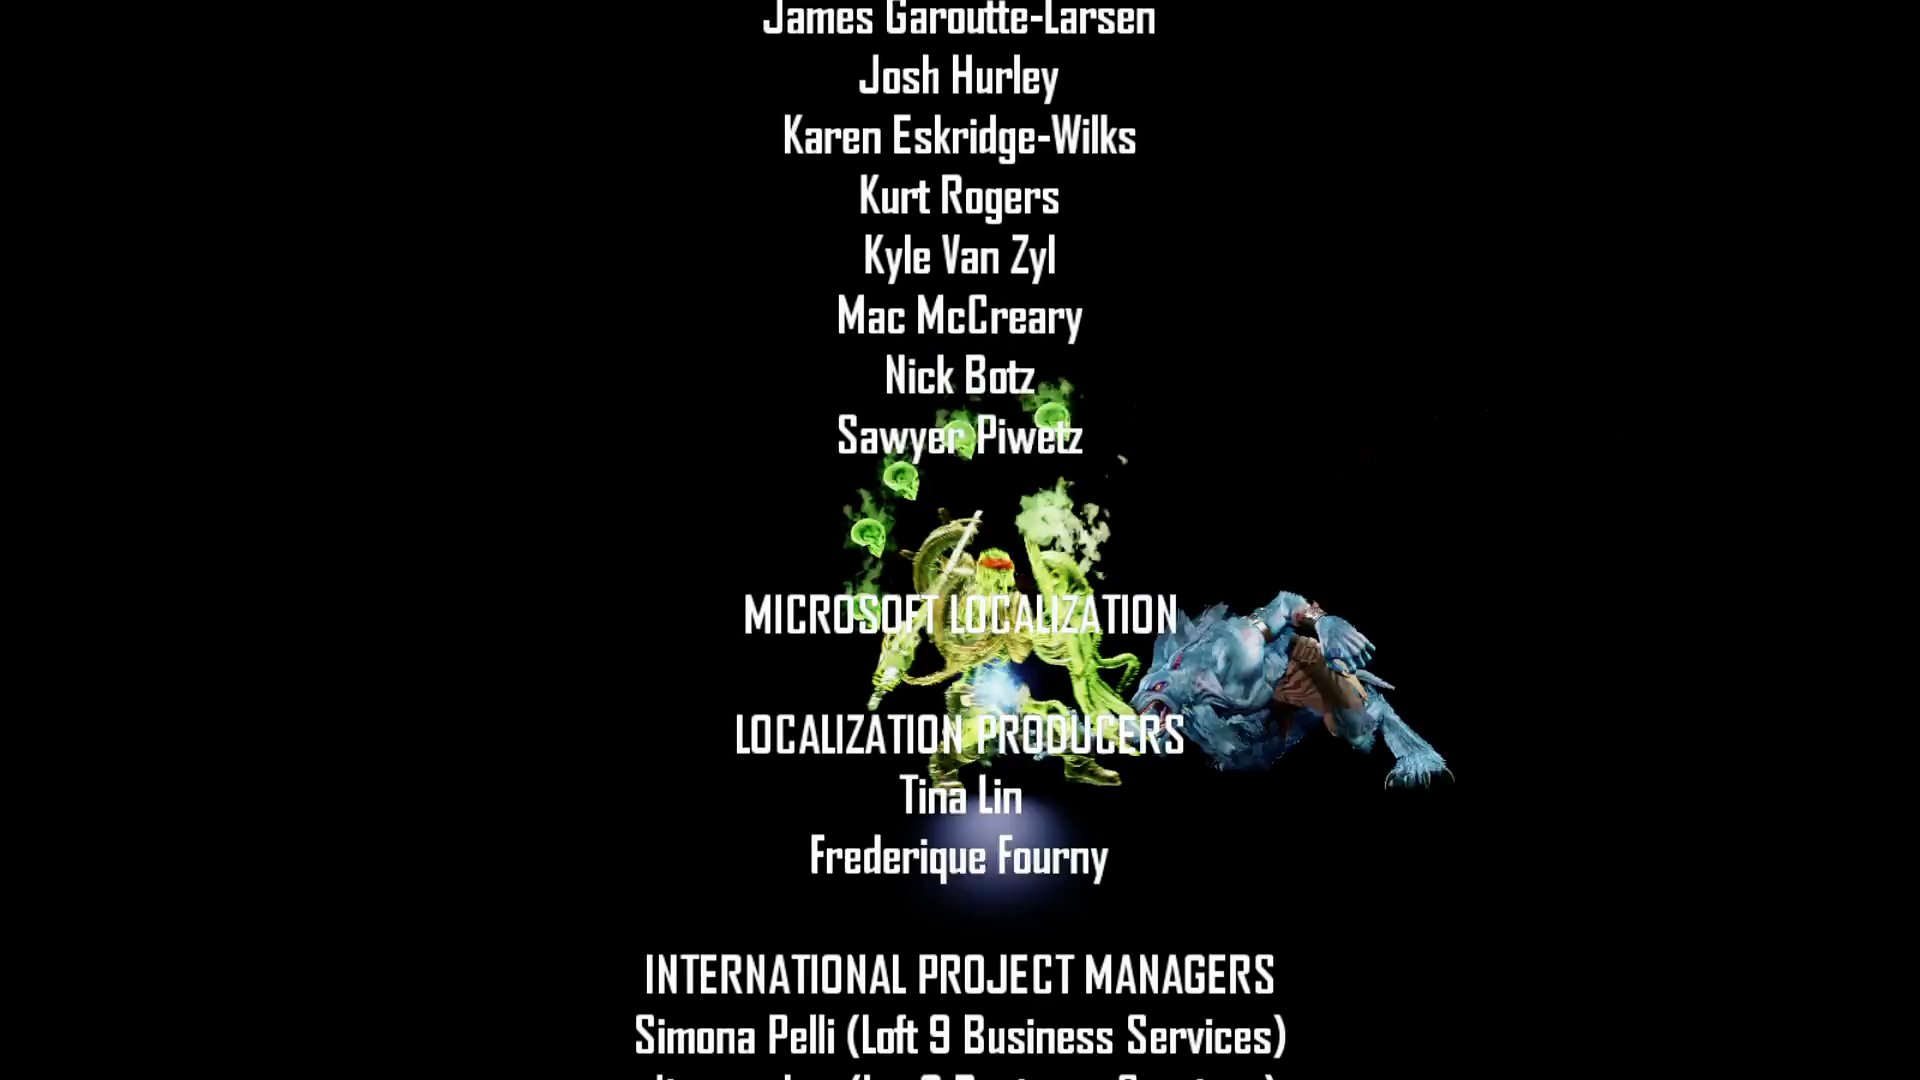 James Garoutte-Larsen
Josh Hurley
Karen Eskridge-Wilks
Kurt Rogers
Kyle Van Zyl
Mac McCreary
Nick Botz
Sawyer Piwetz
MICROSOFT LOCALIZATION
LOCALIZATION PRODUCERS
Tina Lin
Frederique Fourny
INTERNATIONAL PROJECT MANAGERS
Simona Pelli (Loft 9 Business Services)